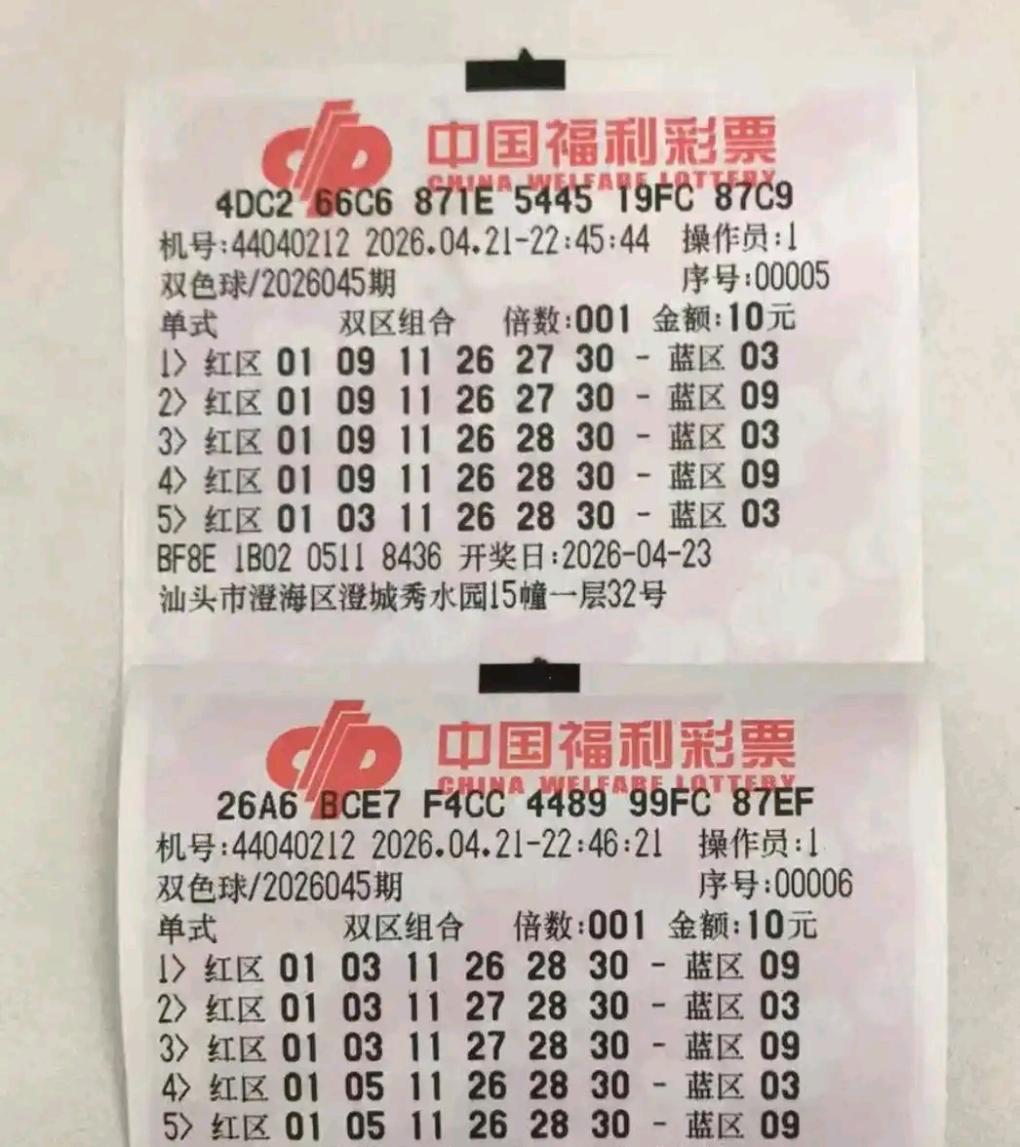 中国福利彩票
CHINA WELFARE LOTTERY
4DC2 66C6 871E 5445 19FC 87C9
机号:44040212 2026.04.21-22:45:44 操作员:1
双色球/2026045期 序号:00005
单式 双区组合 倍数:001 金额:10元
1> 红区 01 09 11 26 27 30 - 蓝区 03
2> 红区 01 09 11 26 27 30 - 蓝区 09
3> 红区 01 09 11 26 28 30 - 蓝区 03
4> 红区 01 09 11 26 28 30 - 蓝区 09
5> 红区 01 03 11 26 28 30 - 蓝区 03
BF8E 1B02 0511 8436 开奖日:2026-04-23
汕头市澄海区澄城秀水园15幢一层32号
中国福利彩票
CHINA WELFARE LOTTERY
26A6 BCE7 F4CC 4489 99FC 87EF
机号:44040212 2026.04.21-22:46:21 操作员:1
双色球/2026045期 序号:00006
单式 双区组合 倍数:001 金额:10元
1> 红区 01 03 11 26 28 30 - 蓝区 09
2> 红区 01 03 11 27 28 30 - 蓝区 03
3> 红区 01 03 11 27 28 30 - 蓝区 09
4> 红区 01 05 11 26 28 30 - 蓝区 03
5> 红区 01 05 11 26 28 30 - 蓝区 09